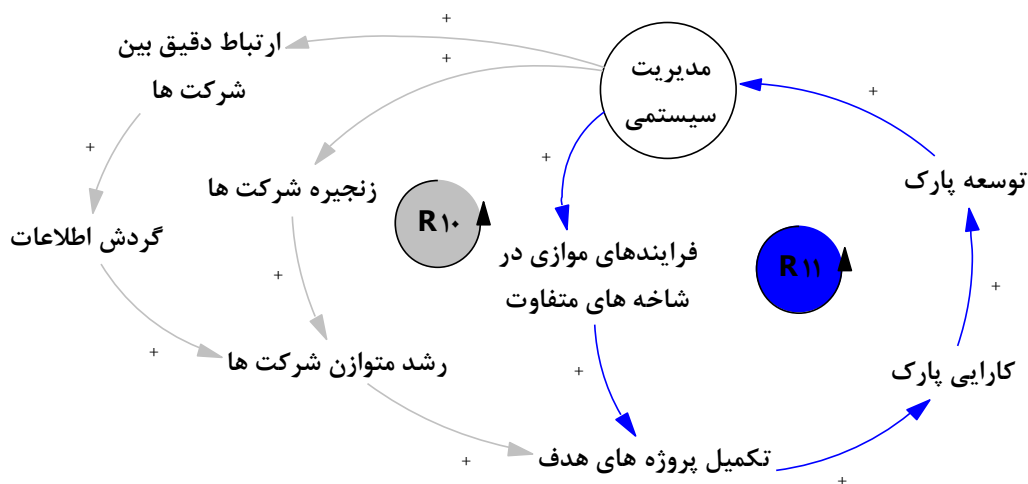 ارتباط دقیق بین
شرکت ها
مدیریت
سیستمی
توسعه پارک
زنجیره شرکت ها
گردش اطلاعات
R۱۰
R۱۱
فرایندهای موازی در
شاخه های متفاوت
رشد متوازن شرکت ها
کارایی پارک
تکمیل پروژه های هدف
+
+
+
+
+
+
+
+
+
+
+
+